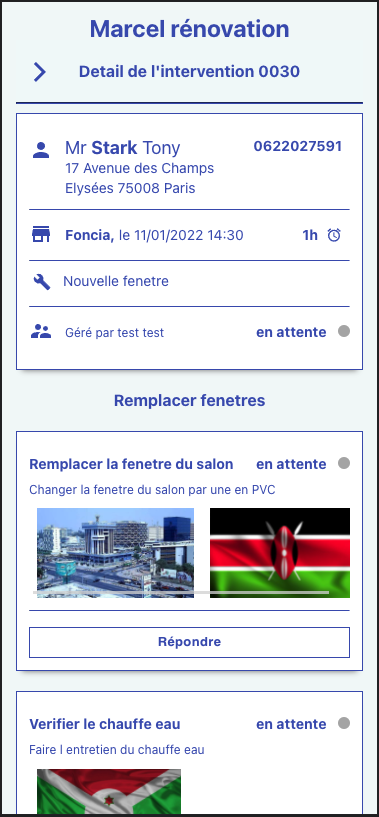 Marcel rénovation
Detail de l'intervention 0030
Mr Stark Tony
0622027591
17 Avenue des Champs
Elysées 75008 Paris
Foncia, le 11/01/2022 14:30
1h
Nouvelle fenetre
Géré par test test
en attente
Remplacer fenetres
Remplacer la fenetre du salon
en attente
Changer la fenetre du salon par une en PVC
Répondre
Verifier le chauffe eau
en attente
Faire l entretien du chauffe eau